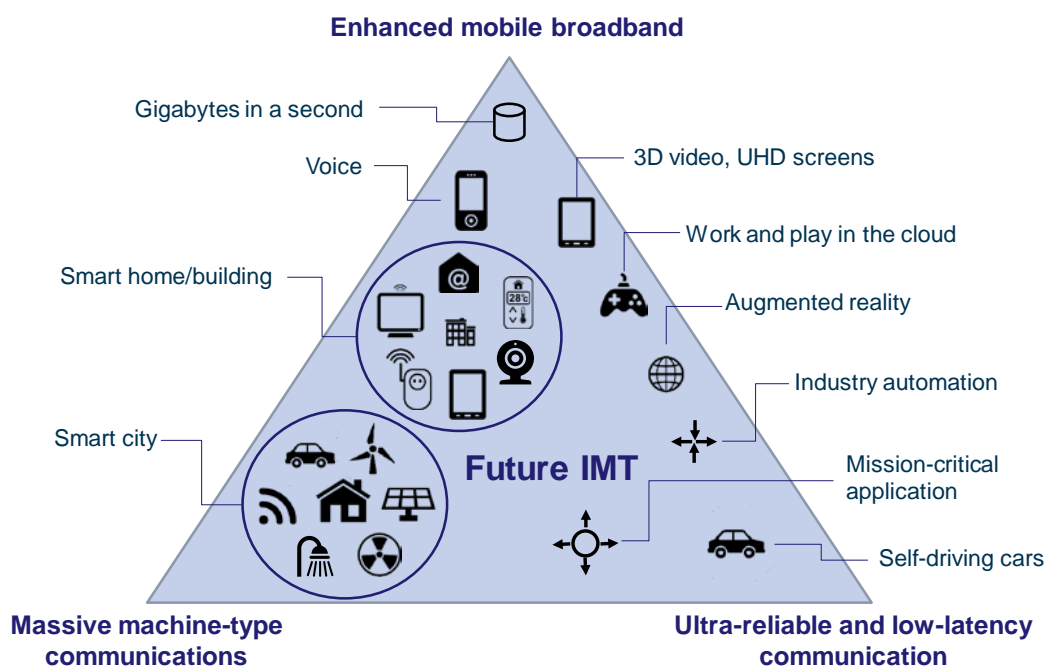 Enhanced mobile broadband
Gigabytes in a second
Voice
3D video, UHD screens
Work and play in the cloud
Smart home/building
@
28°c
Augmented reality
Industry automation
Smart city
Future IMT
Mission-critical
application
Self-driving cars
Massive machine-type
communications
Ultra-reliable and low-latency
communication